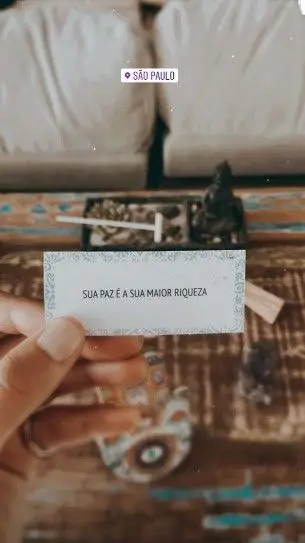 SÃO PAULO
SUA PAZ É A SUA MAIOR RIQUEZA